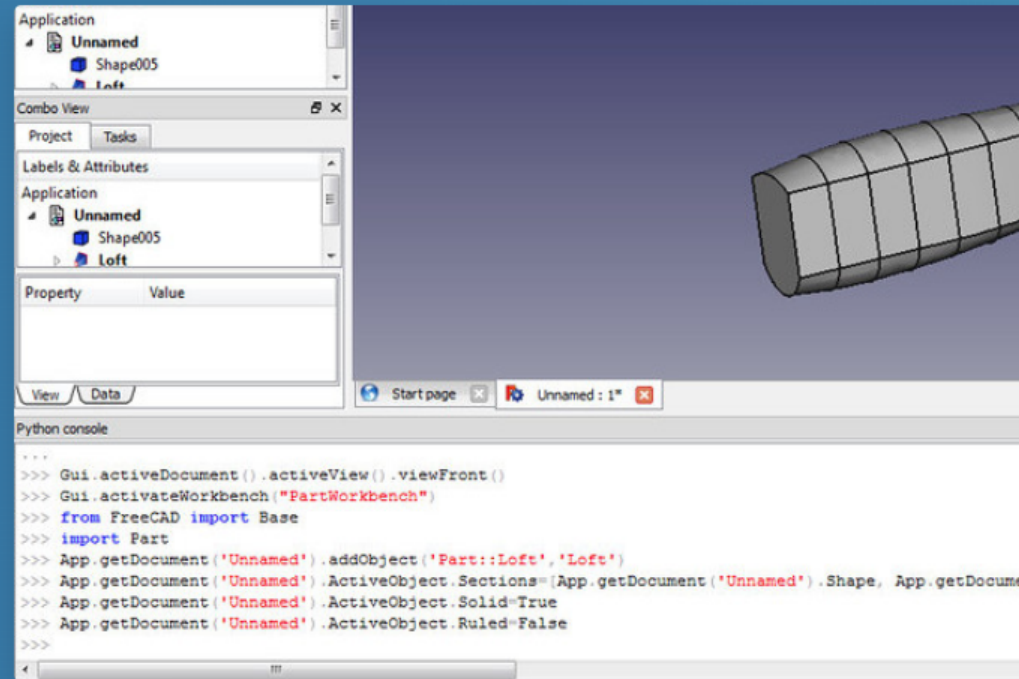 Application
Unnamed
Shape005
Loft
Combo View
Project Tasks
Labels & Attributes
Application
Unnamed
Shape005
Loft
Property Value
View Data
Start page Unnamed : 1*
Python console
...
>>> Gui.activeDocument().activeView().viewFront()
>>> Gui.activateWorkbench("PartWorkbench")
>>> from FreeCAD import Base
>>> import Part
>>> App.getDocument('Unnamed').addObject('Part::Loft','Loft')
>>> App.getDocument('Unnamed').ActiveObject.Sections=[App.getDocument('Unnamed').Shape, App.getDocume
>>> App.getDocument('Unnamed').ActiveObject.Solid=True
>>> App.getDocument('Unnamed').ActiveObject.Ruled=False
>>>